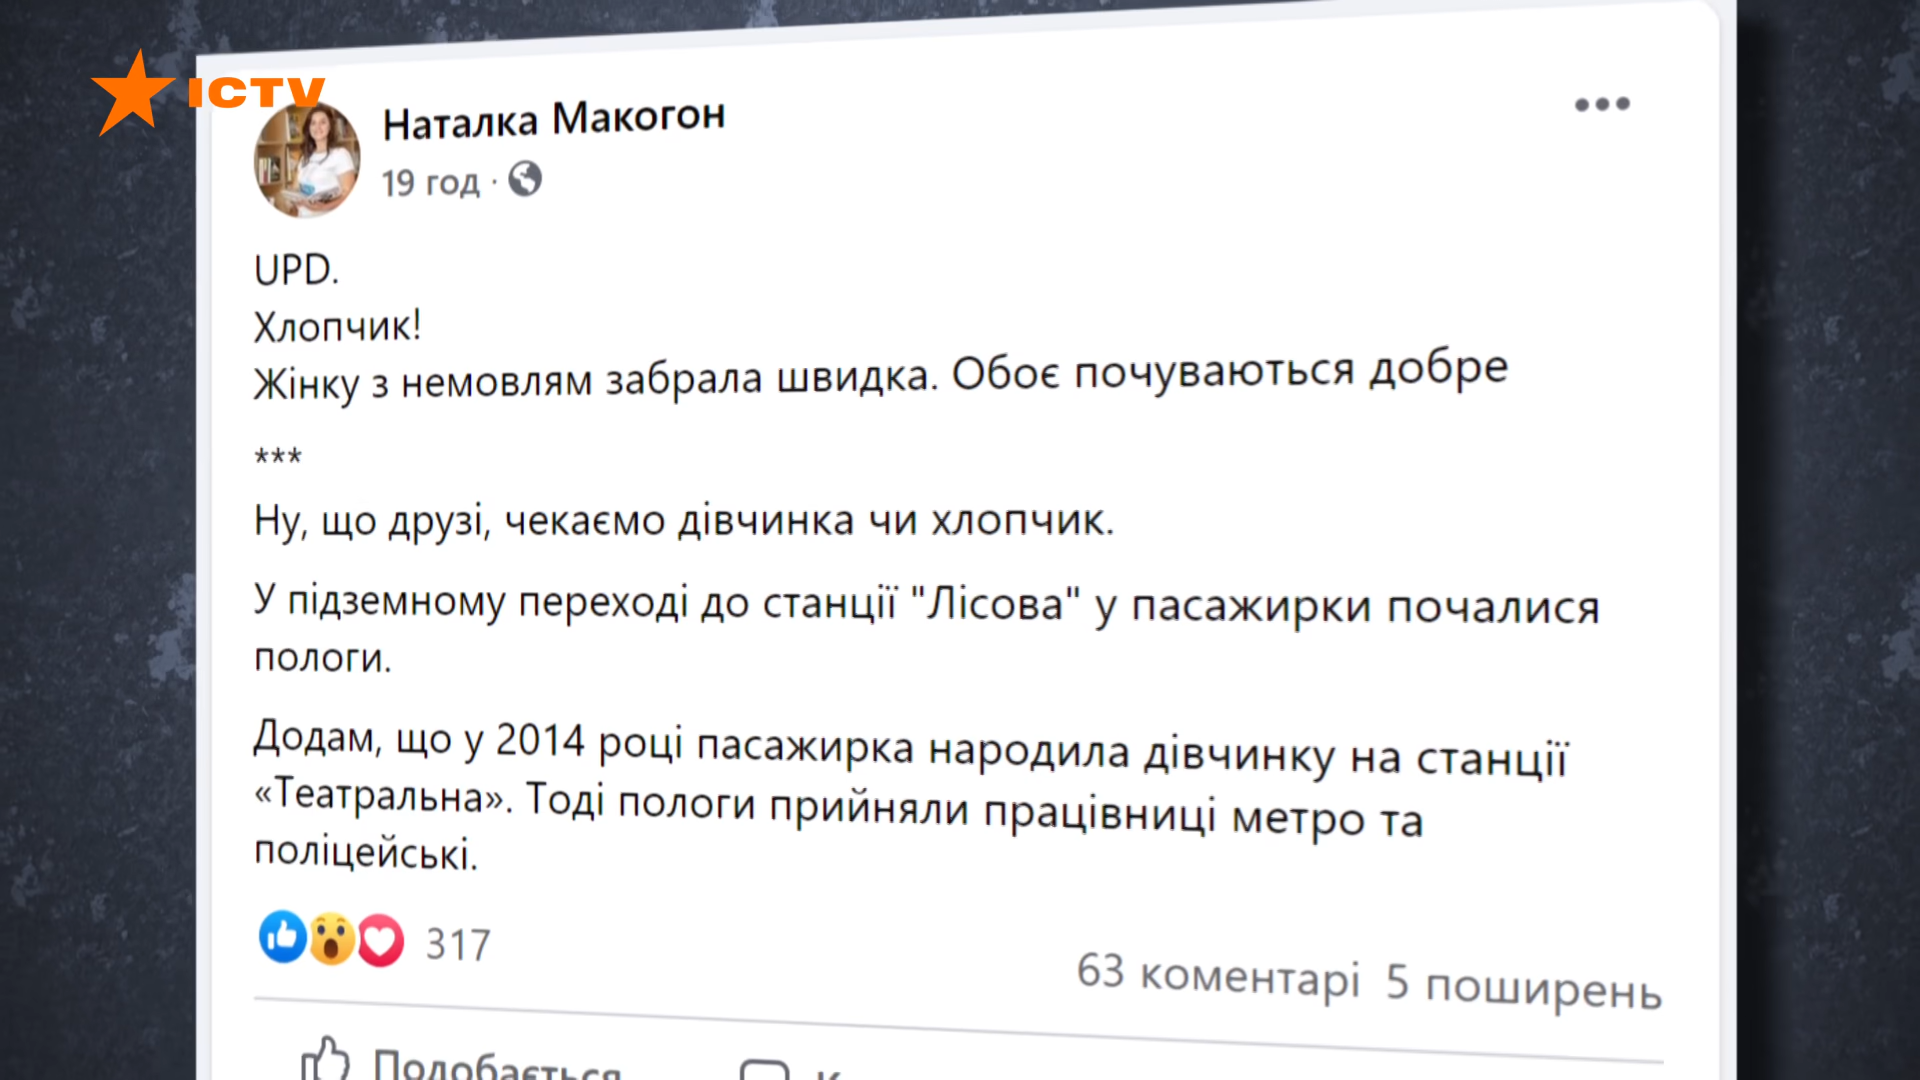 ICTV
Наталка Макогон
19 год ·
UPD.
Хлопчик!
Жінку з немовлям забрала швидка. Обоє почуваються добре
***
Ну, що друзі, чекаємо дівчинка чи хлопчик.
У підземному переході до станції "Лісова" у пасажирки почалися
пологи.
Додам, що у 2014 році пасажирка народила дівчинку на станції
«Театральна». Тоді пологи прийняли працівниці метро та
поліцейські.
317
63 коментарі 5 поширень
Подобається